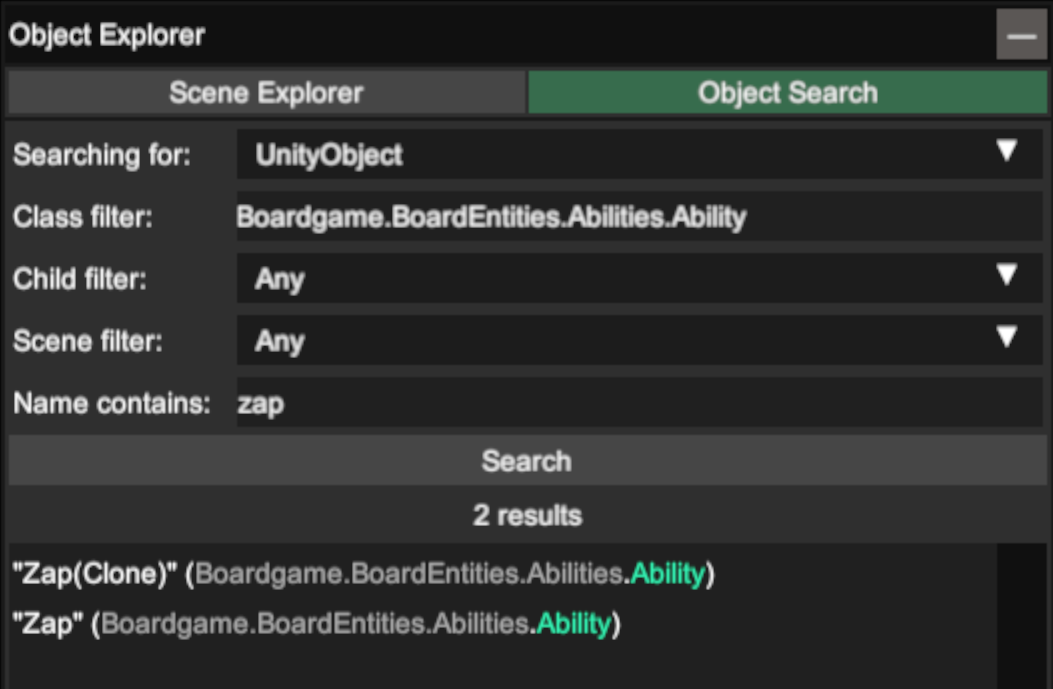 Object Explorer
Scene Explorer Object Search
Searching for: UnityObject
Class filter: Boardgame.BoardEntities.Abilities.Ability
Child filter: Any
Scene filter: Any
Name contains: zap
Search
2 results
"Zap(Clone)" (Boardgame.BoardEntities.Abilities.Ability)
"Zap" (Boardgame.BoardEntities.Abilities.Ability)